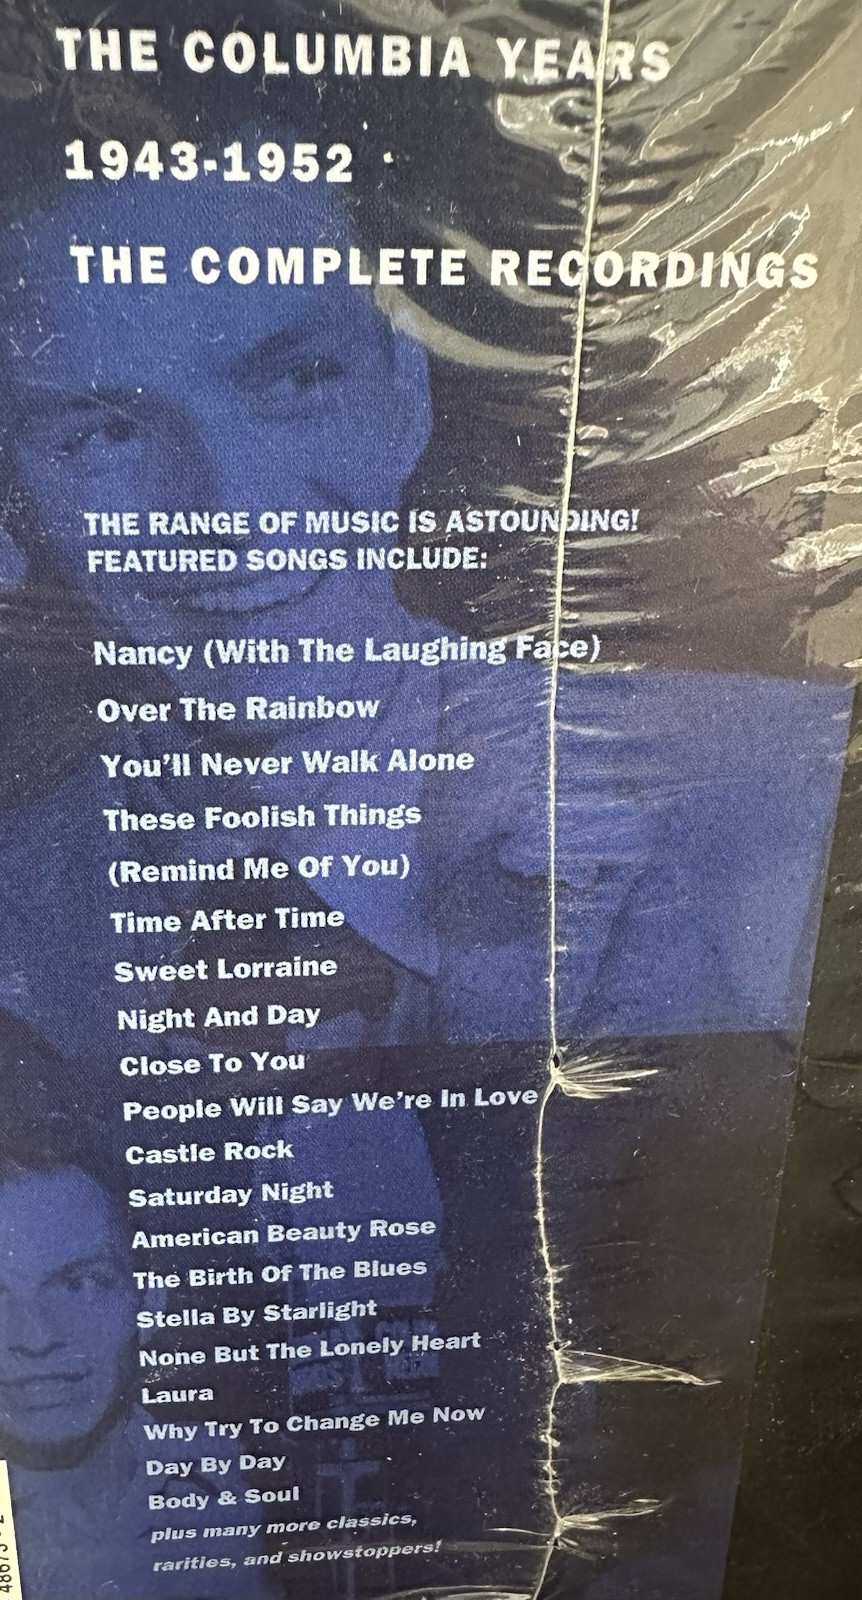 THE COLUMBIA YEARS
1943-1952
THE COMPLETE RECORDINGS
THE RANGE OF MUSIC IS ASTOUNDING!
FEATURED SONGS INCLUDE:
Nancy (With The Laughing Face)
Over The Rainbow
You'll Never Walk Alone
These Foolish Things
(Remind Me Of You)
Time After Time
Sweet Lorraine
Night And Day
Close To You
People Will Say We're In Love
Castle Rock
Saturday Night
American Beauty Rose
The Birth Of The Blues
Stella By Starlight
None But The Lonely Heart
Laura
Why Try To Change Me Now
Day By Day
Body & Soul
plus many more classics,
rarities, and showstoppers!